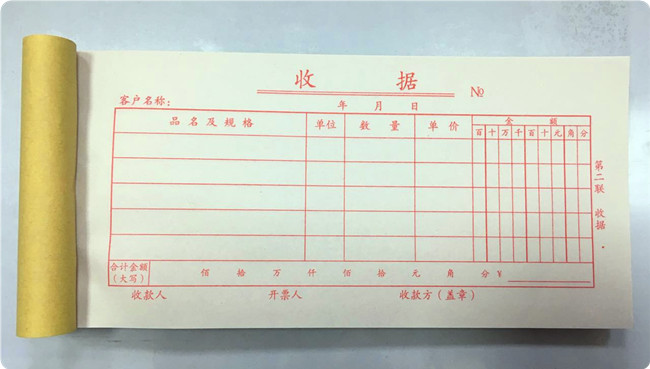 收 据
№
客户名称：
年 月 日
品名及规格 单位 数量 单价 金额
百 十 万 千 百 十 元 角 分
第二联 收据
合计金额（大写） 佰 拾 万 仟 佰 拾 元 角 分 ¥
收款人 开票人 收款方（盖章）